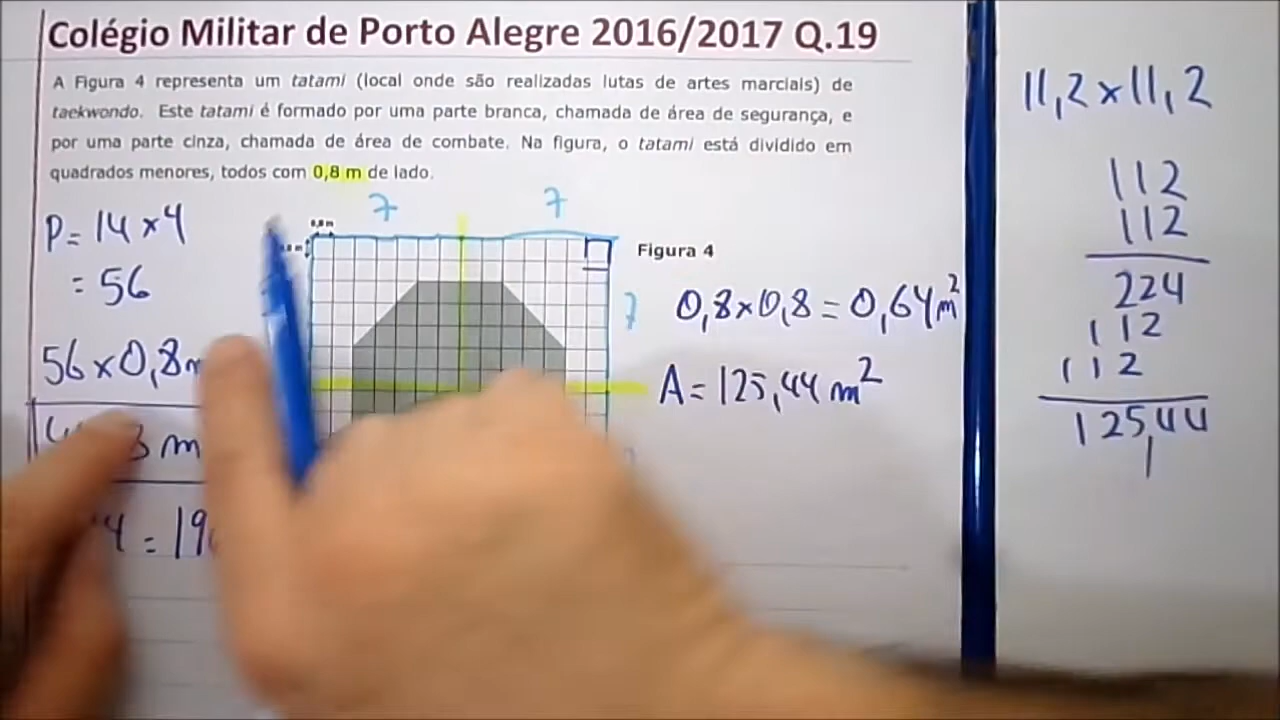 Colégio Militar de Porto Alegre 2016/2017 Q.19
A Figura 4 representa um tatami (local onde são realizadas lutas de artes marciais) de
taekwondo. Este tatami é formado por uma parte branca, chamada de área de segurança, e
por uma parte cinza, chamada de área de combate. Na figura, o tatami está dividido em
quadrados menores, todos com 0,8 m de lado.
P = 14 × 4
= 56
56 × 0,8m
m
4 = 19
0,8 m
7 7
7
Figura 4
0,8 × 0,8 = 0,64 m²
A = 125,44 m²
11,2 × 11,2
112
112
224
112
112
125,44